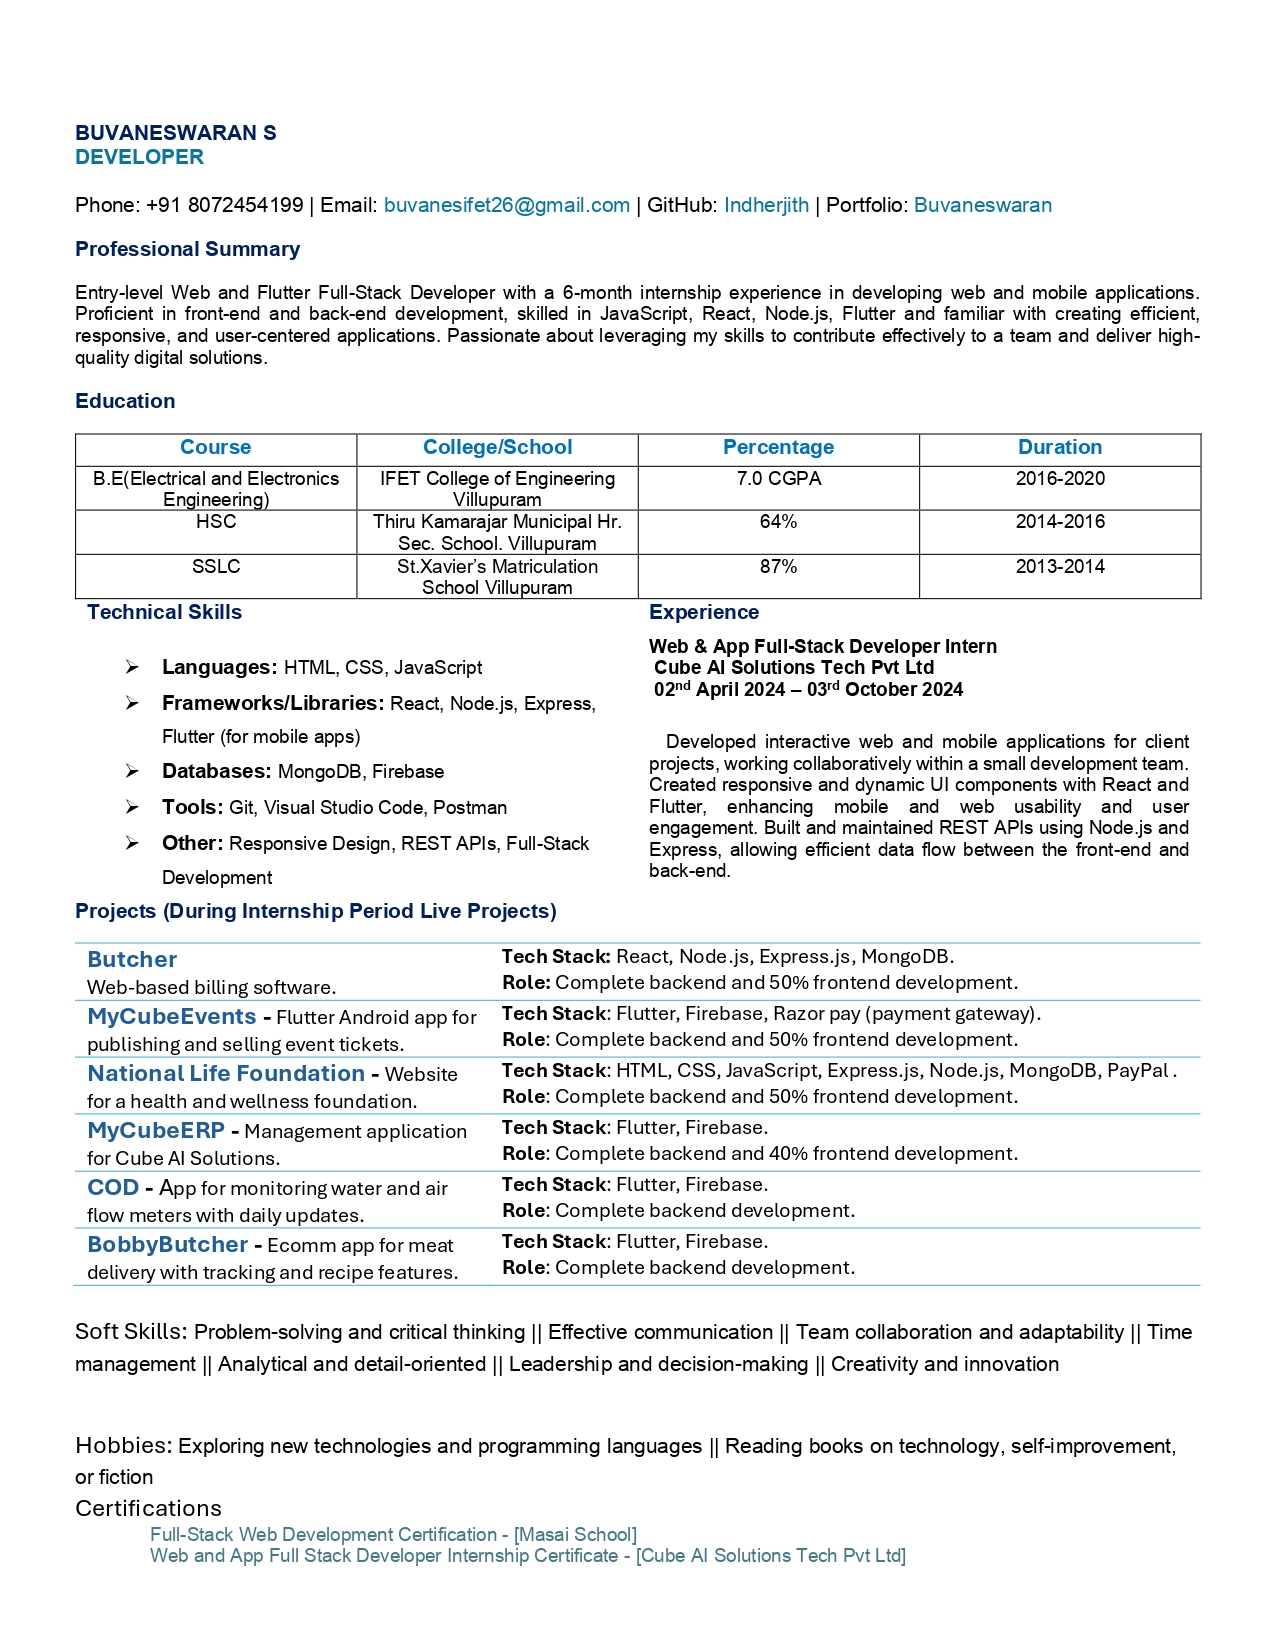 BUVANESWARAN S
DEVELOPER
Phone: +91 8072454199 | Email: buvanesifet26@gmail.com | GitHub: Indherjith | Portfolio: Buvaneswaran
Professional Summary
Entry-level Web and Flutter Full-Stack Developer with a 6-month internship experience in developing web and mobile applications.
Proficient in front-end and back-end development, skilled in JavaScript, React, Node.js, Flutter and familiar with creating efficient,
responsive, and user-centered applications. Passionate about leveraging my skills to contribute effectively to a team and deliver high-
quality digital solutions.
Education
Course College/School Percentage Duration
B.E(Electrical and Electronics
Engineering)
IFET College of Engineering
Villupuram
7.0 CGPA
2016-2020
HSC
Thiru Kamarajar Municipal Hr.
Sec. School. Villupuram
64%
2014-2016
SSLC
St.Xavier’s Matriculation
School Villupuram
87%
2013-2014
Technical Skills
➢ Languages: HTML, CSS, JavaScript
➢ Frameworks/Libraries: React, Node.js, Express,
Flutter (for mobile apps)
➢ Databases: MongoDB, Firebase
➢ Tools: Git, Visual Studio Code, Postman
➢ Other: Responsive Design, REST APIs, Full-Stack
Development
Experience
Web & App Full-Stack Developer Intern
Cube AI Solutions Tech Pvt Ltd
02nd April 2024 – 03rd October 2024
Developed interactive web and mobile applications for client
projects, working collaboratively within a small development team.
Created responsive and dynamic UI components with React and
Flutter, enhancing mobile and web usability and user
engagement. Built and maintained REST APIs using Node.js and
Express, allowing efficient data flow between the front-end and
back-end.
Projects (During Internship Period Live Projects)
Butcher
Web-based billing software.
Tech Stack: React, Node.js, Express.js, MongoDB.
Role: Complete backend and 50% frontend development.
MyCubeEvents - Flutter Android app for
publishing and selling event tickets.
Tech Stack: Flutter, Firebase, Razor pay (payment gateway).
Role: Complete backend and 50% frontend development.
National Life Foundation - Website
for a health and wellness foundation.
Tech Stack: HTML, CSS, JavaScript, Express.js, Node.js, MongoDB, PayPal .
Role: Complete backend and 50% frontend development.
MyCubeERP - Management application
for Cube AI Solutions.
Tech Stack: Flutter, Firebase.
Role: Complete backend and 40% frontend development.
COD - App for monitoring water and air
flow meters with daily updates.
Tech Stack: Flutter, Firebase.
Role: Complete backend development.
BobbyButcher - Ecomm app for meat
delivery with tracking and recipe features.
Tech Stack: Flutter, Firebase.
Role: Complete backend development.
Soft Skills: Problem-solving and critical thinking || Effective communication || Team collaboration and adaptability || Time
management || Analytical and detail-oriented || Leadership and decision-making || Creativity and innovation
Hobbies: Exploring new technologies and programming languages || Reading books on technology, self-improvement,
or fiction
Certifications
Full-Stack Web Development Certification - [Masai School]
Web and App Full Stack Developer Internship Certificate - [Cube AI Solutions Tech Pvt Ltd]